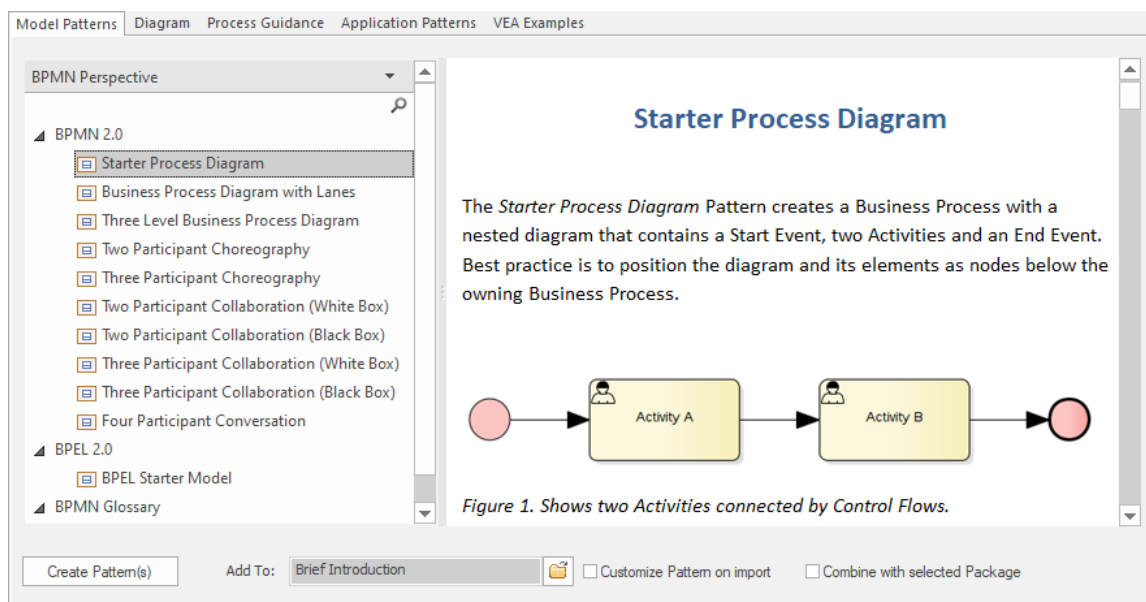 Model Patterns Diagram Process Guidance Application Patterns VEA Examples
BPMN Perspective
BPMN 2.0
Starter Process Diagram
Business Process Diagram with Lanes
Three Level Business Process Diagram
Two Participant Choreography
Three Participant Choreography
Two Participant Collaboration (White Box)
Two Participant Collaboration (Black Box)
Three Participant Collaboration (White Box)
Three Participant Collaboration (Black Box)
Four Participant Conversation
BPEL 2.0
BPEL Starter Model
BPMN Glossary
Starter Process Diagram
The Starter Process Diagram Pattern creates a Business Process with a
nested diagram that contains a Start Event, two Activities and an End Event.
Best practice is to position the diagram and its elements as nodes below the
owning Business Process.
Activity A
Activity B
Figure 1. Shows two Activities connected by Control Flows.
Create Pattern(s) Add To: Brief Introduction Customize Pattern on import Combine with selected Package